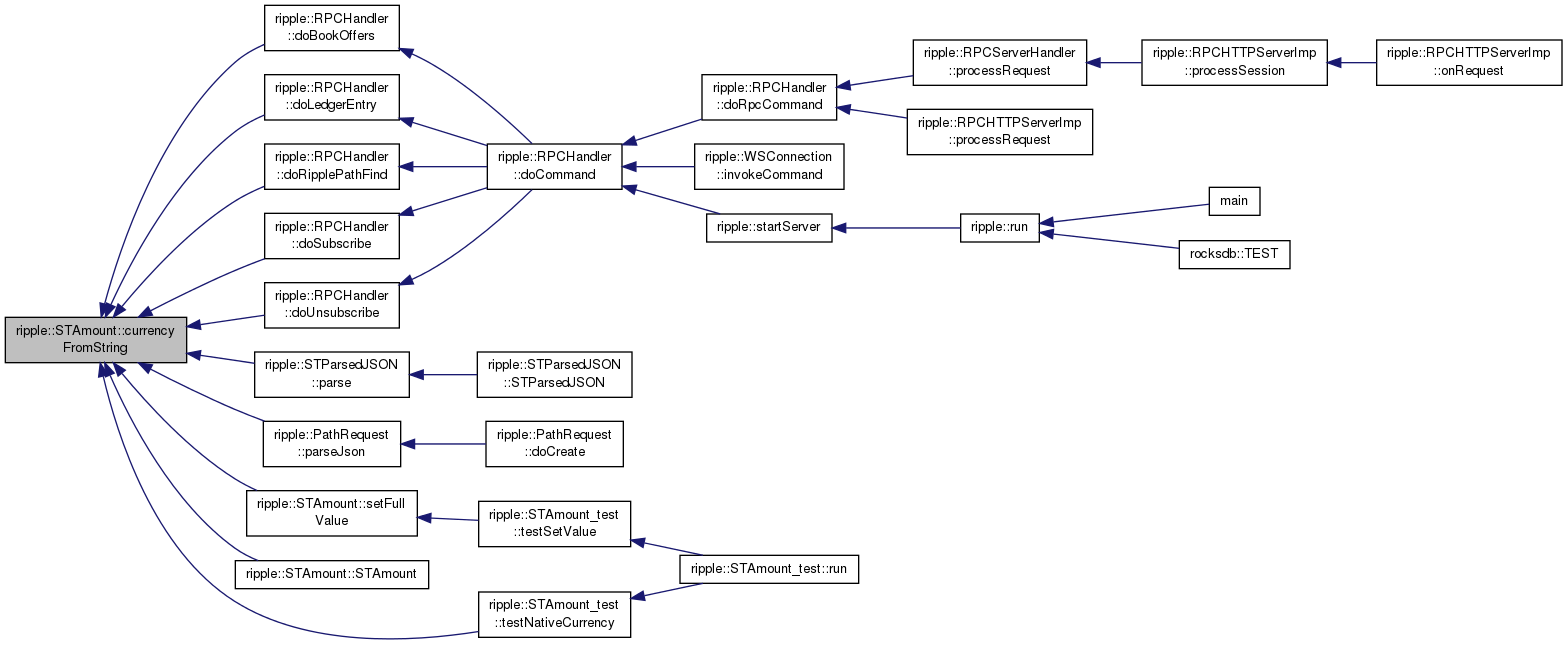 ripple::RPCHandler
::doBookOffers
ripple::RPCHandler
::doLedgerEntry
ripple::RPCHandler
::doRipplePathFind
ripple::RPCHandler
::doSubscribe
ripple::RPCHandler
::doUnsubscribe
ripple::STAmount::currency
FromString
ripple::STParsedJSON
::parse
ripple::PathRequest
::parseJson
ripple::STAmount::setFull
Value
ripple::STAmount::STAmount
ripple::RPCHandler
::doCommand
ripple::STParsedJSON
::STParsedJSON
ripple::PathRequest
::doCreate
ripple::STAmount_test
::testSetValue
ripple::STAmount_test
::testNativeCurrency
ripple::RPCHandler
::doRpcCommand
ripple::WSConnection
::invokeCommand
ripple::startServer
ripple::STAmount_test::run
ripple::RPCServerHandler
::processRequest
ripple::RPCHTTPServerImp
::processRequest
ripple::run
ripple::RPCHTTPServerImp
::processSession
main
rocksdb::TEST
ripple::RPCHTTPServerImp
::onRequest